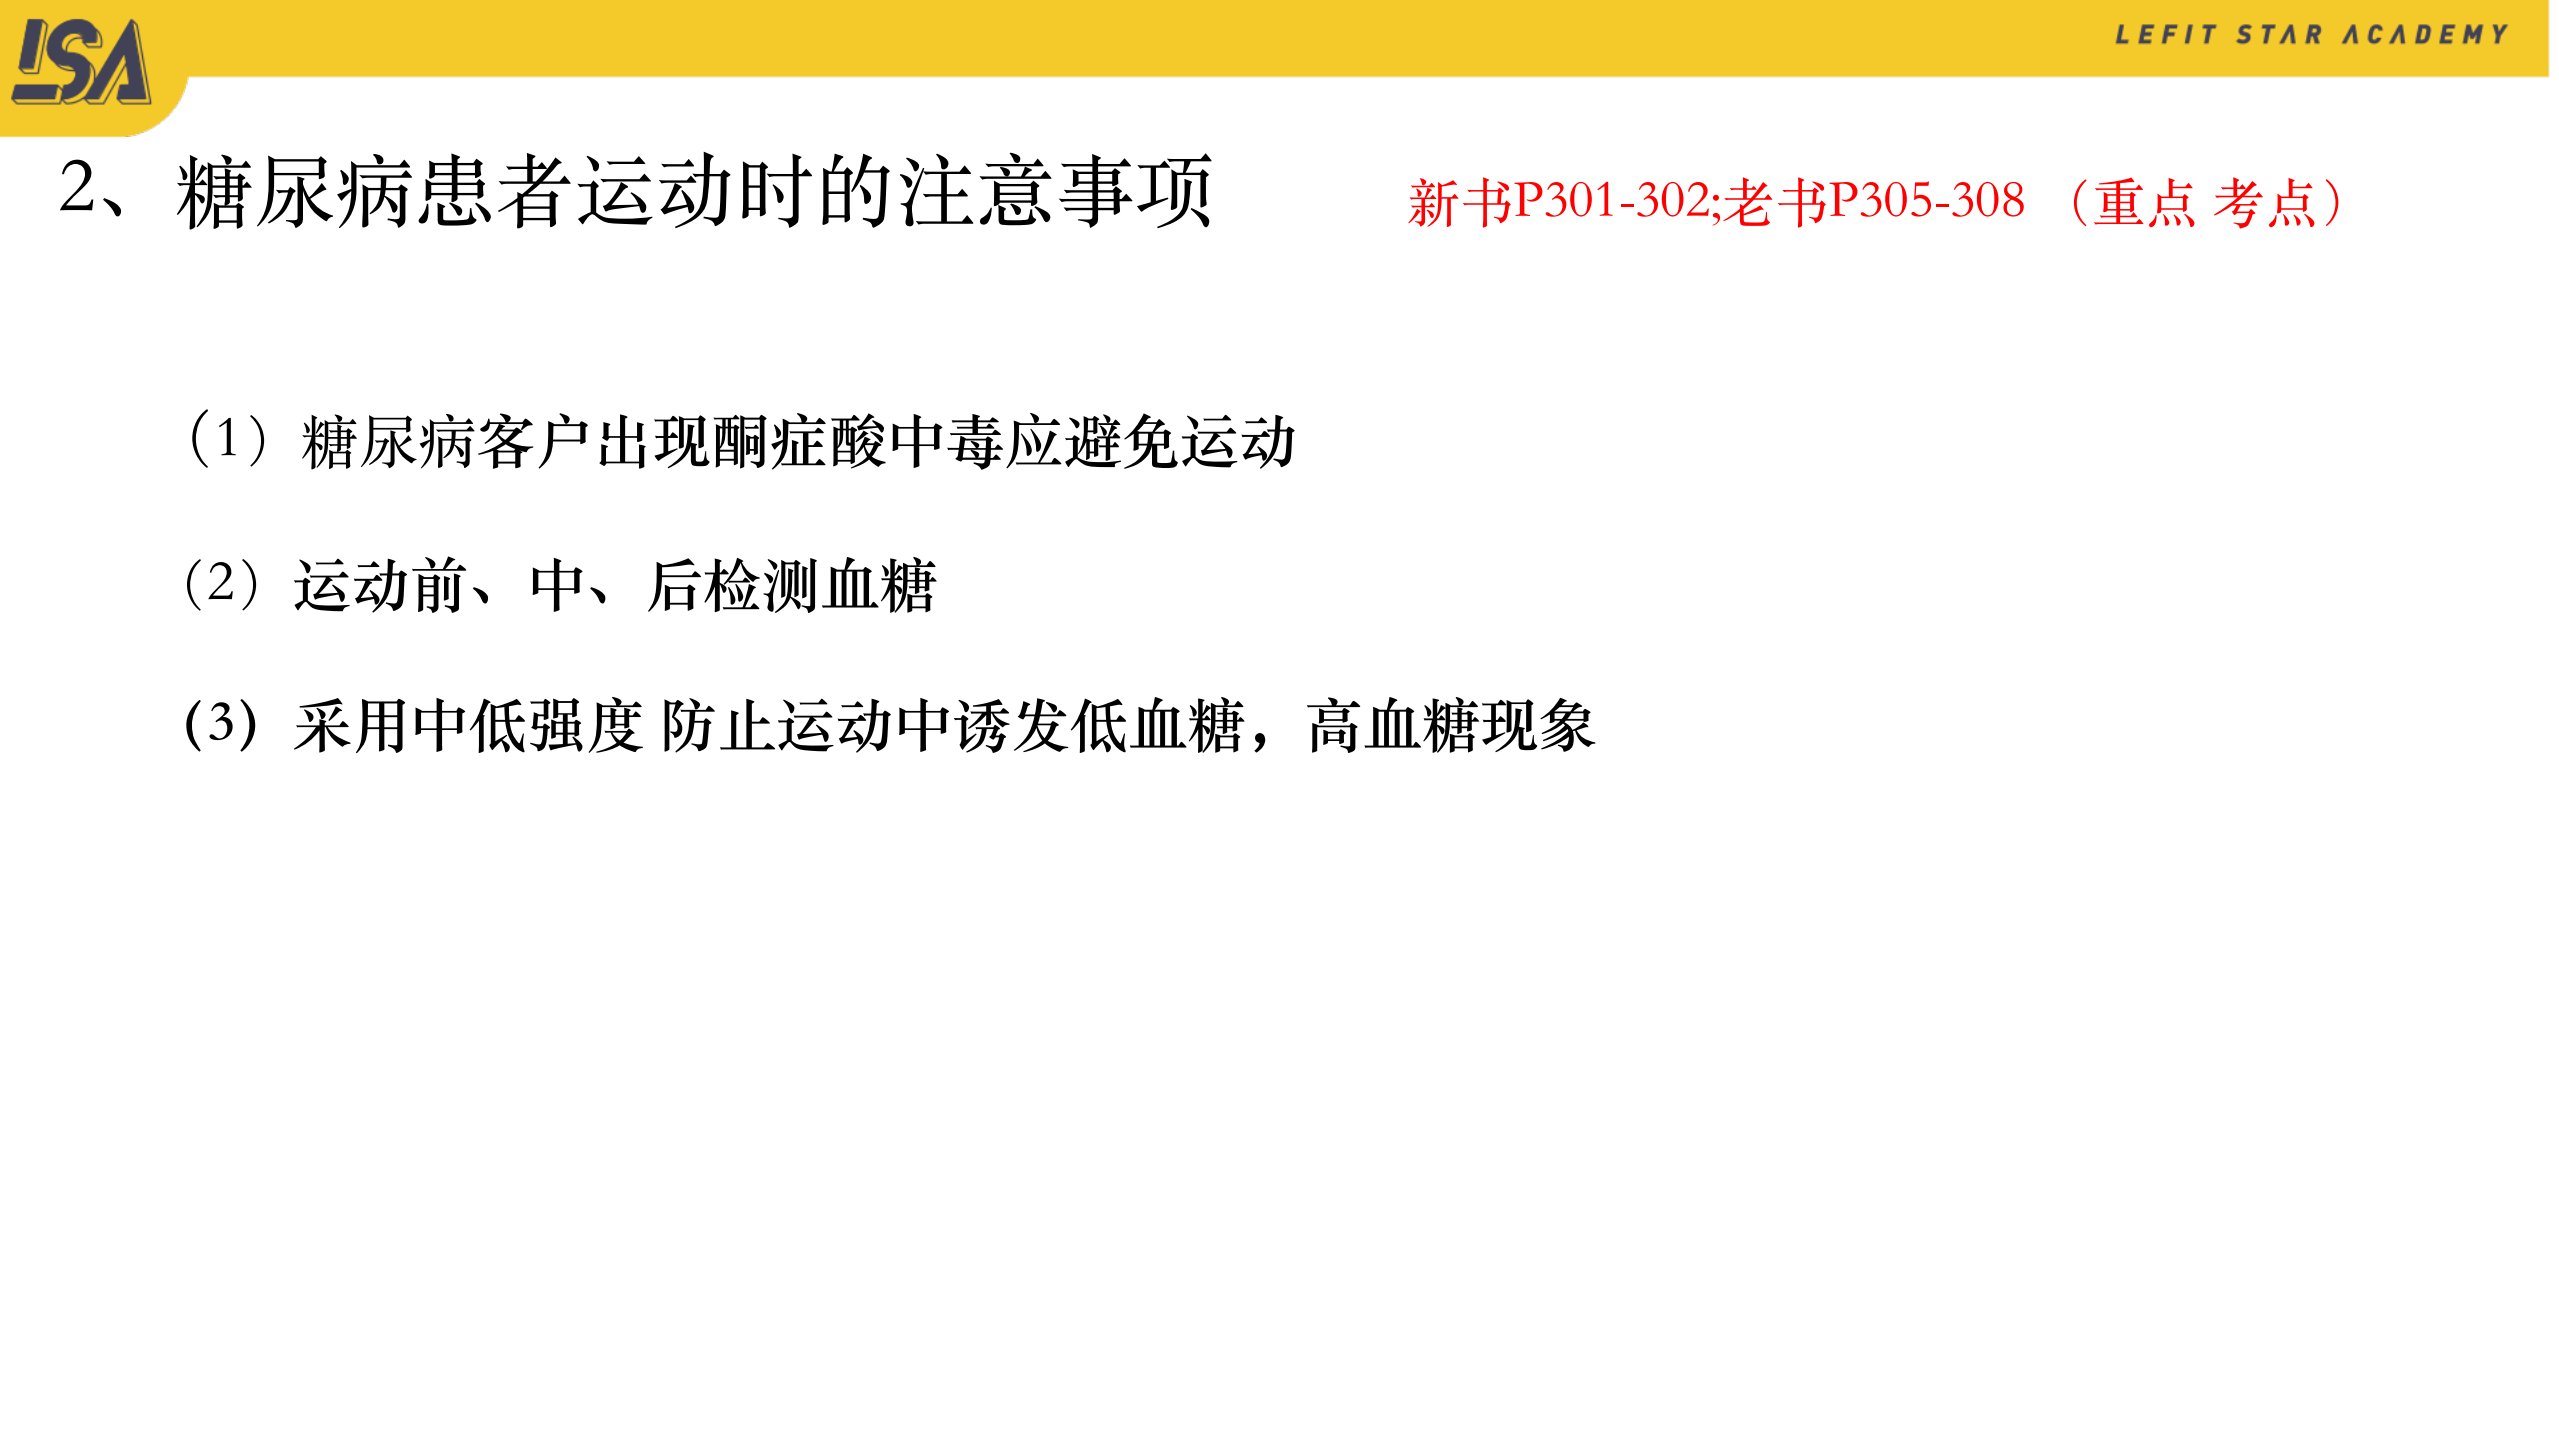 LSA
LEFIT STAR ACADEMY
2、糖尿病患者运动时的注意事项
新书P301-302;老书P305-308 （重点 考点）
（1）糖尿病客户出现酮症酸中毒应避免运动
（2）运动前、中、后检测血糖
（3）采用中低强度 防止运动中诱发低血糖，高血糖现象